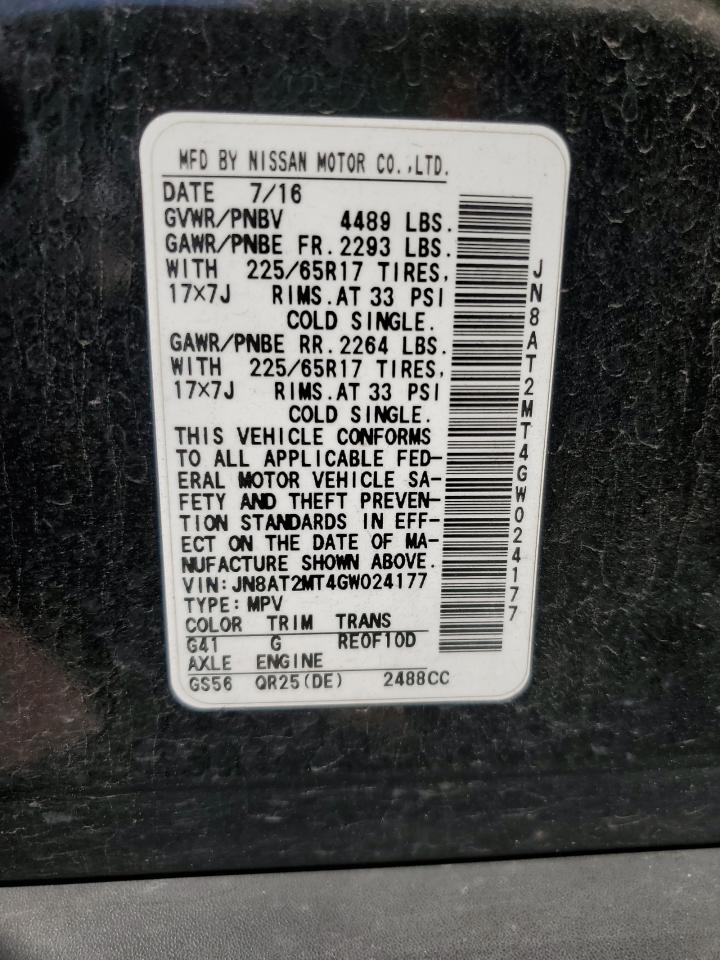 MFD BY NISSAN MOTOR CO.,LTD.
DATE 7/16
GVWR/PNBV 4489 LBS.
GAWR/PNBE FR. 2293 LBS.
WITH 225/65R17 TIRES,
17×7J RIMS. AT 33 PSI
COLD SINGLE.
GAWR/PNBE RR. 2264 LBS.
WITH 225/65R17 TIRES,
17×7J RIMS. AT 33 PSI
COLD SINGLE.
THIS VEHICLE CONFORMS
TO ALL APPLICABLE FED-
ERAL MOTOR VEHICLE SA-
FETY AND THEFT PREVEN-
TION STANDARDS IN EFF-
ECT ON THE DATE OF MA-
NUFACTURE SHOWN ABOVE.
VIN: JN8AT2MT4GW024177
TYPE: MPV
COLOR TRIM TRANS
G41 G RE0F10D
AXLE ENGINE
GS56 QR25(DE) 2488CC
JN8AT2MT4GW024177